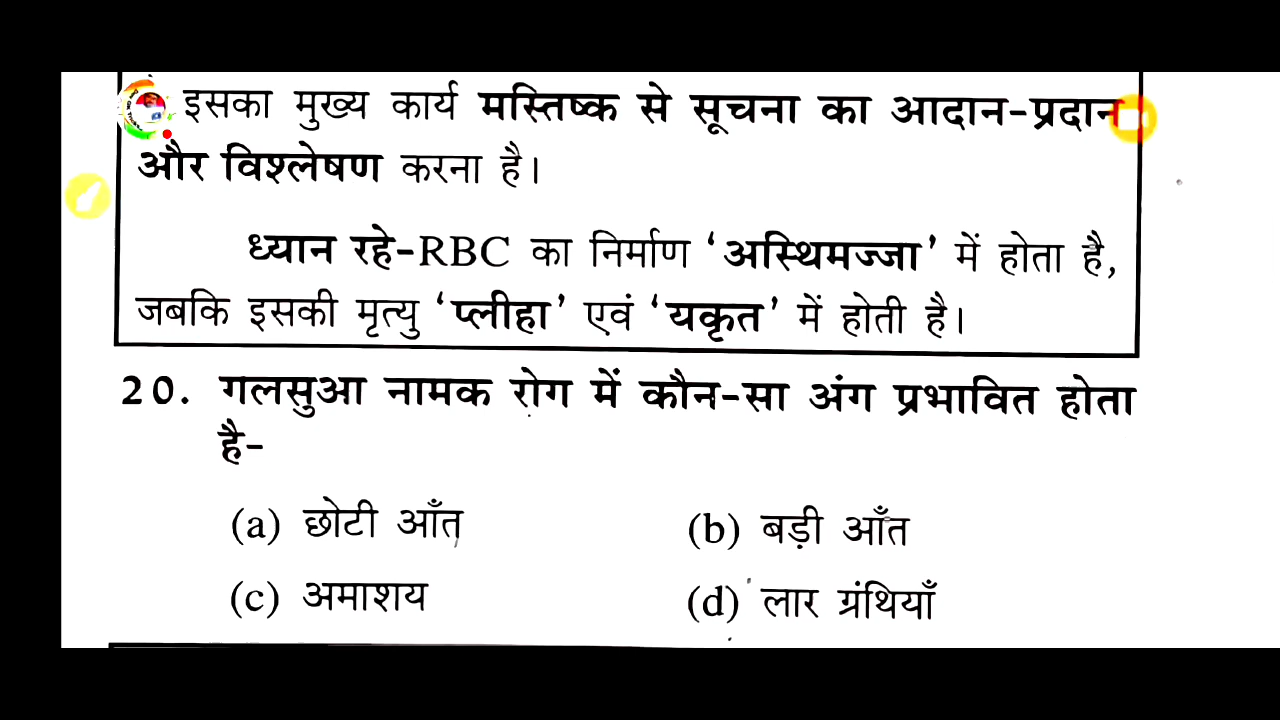 इसका मुख्य कार्य मस्तिष्क से सूचना का आदान-प्रदान
और विश्लेषण करना है।
ध्यान रहे-RBC का निर्माण ‘अस्थिमज्जा’ में होता है,
जबकि इसकी मृत्यु ‘प्लीहा’ एवं ‘यकृत’ में होती है।
20. गलसुआ नामक रोग में कौन-सा अंग प्रभावित होता
है-
(a) छोटी आँत (b) बड़ी आँत
(c) अमाशय (d) लार ग्रंथियाँ